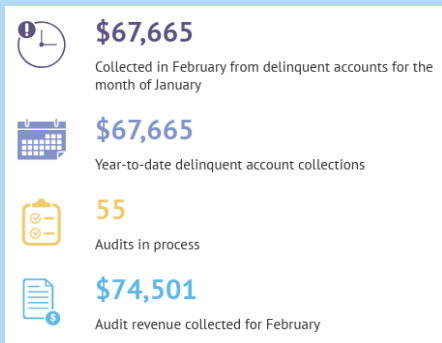 $67,665
Collected in February from delinquent accounts for the
month of January
$67,665
Year-to-date delinquent account collections
55
Audits in process
$74,501
Audit revenue collected for February